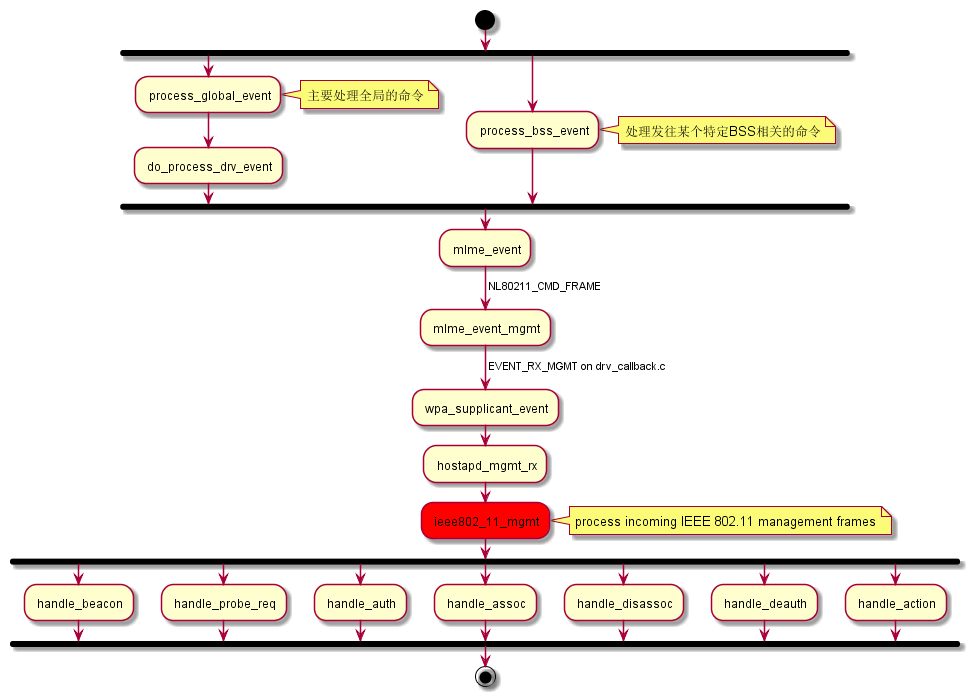 process_global_event
主要处理全局的命令
process_bss_event
处理发往某个特定BSS相关的命令
do_process_drv_event
mlme_event
NL80211_CMD_FRAME
mlme_event_mgmt
EVENT_RX_MGMT on drv_callback.c
wpa_supplicant_event
hostapd_mgmt_rx
ieee802_11_mgmt
process incoming IEEE 802.11 management frames
handle_beacon
handle_probe_req
handle_auth
handle_assoc
handle_disassoc
handle_deauth
handle_action